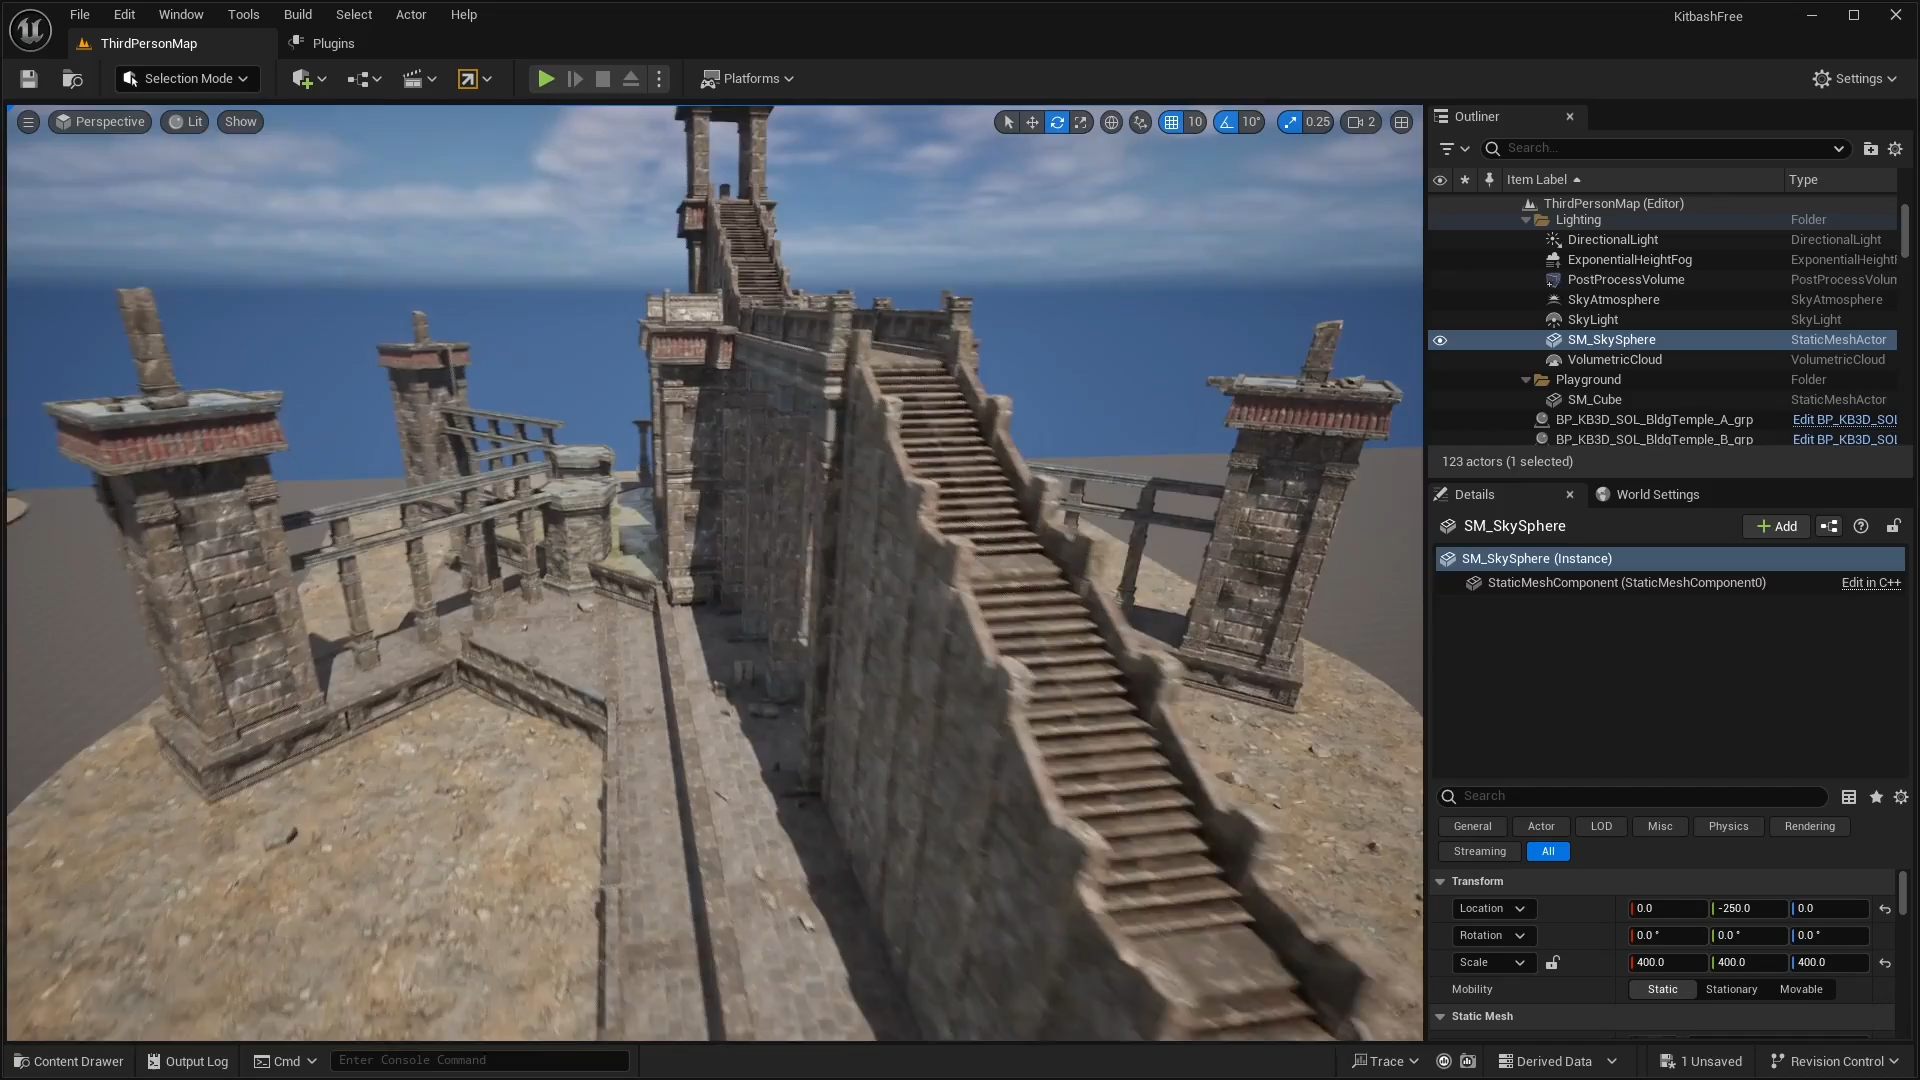 File Edit Window Tools Build Select Actor Help
KitbashFree
ThirdPersonMap
Plugins
Selection Mode
Platforms
Settings
Perspective
Lit
Show
10
10°
0.25
2
Outliner
Search...
Item Label
Type
ThirdPersonMap (Editor)
Lighting Folder
DirectionalLight DirectionalLight
ExponentialHeightFog ExponentialHeightF
PostProcessVolume PostProcessVolum
SkyAtmosphere SkyAtmosphere
SkyLight SkyLight
SM_SkySphere StaticMeshActor
VolumetricCloud VolumetricCloud
Playground Folder
SM_Cube StaticMeshActor
BP_KB3D_SOL_BldgTemple_A_grp Edit BP_KB3D_SOL
BP_KB3D_SOL_BldgTemple_B_grp Edit BP_KB3D_SOL
123 actors (1 selected)
Details
World Settings
SM_SkySphere
Add
SM_SkySphere (Instance)
StaticMeshComponent (StaticMeshComponent0) Edit in C++
Search
General Actor LOD Misc Physics Rendering
Streaming All
Transform
Location 0.0 -250.0 0.0
Rotation 0.0 ° 0.0 ° 0.0 °
Scale 400.0 400.0 400.0
Mobility Static Stationary Movable
Static Mesh
Content Drawer
Output Log
Cmd
Enter Console Command
Trace
Derived Data
1 Unsaved
Revision Control